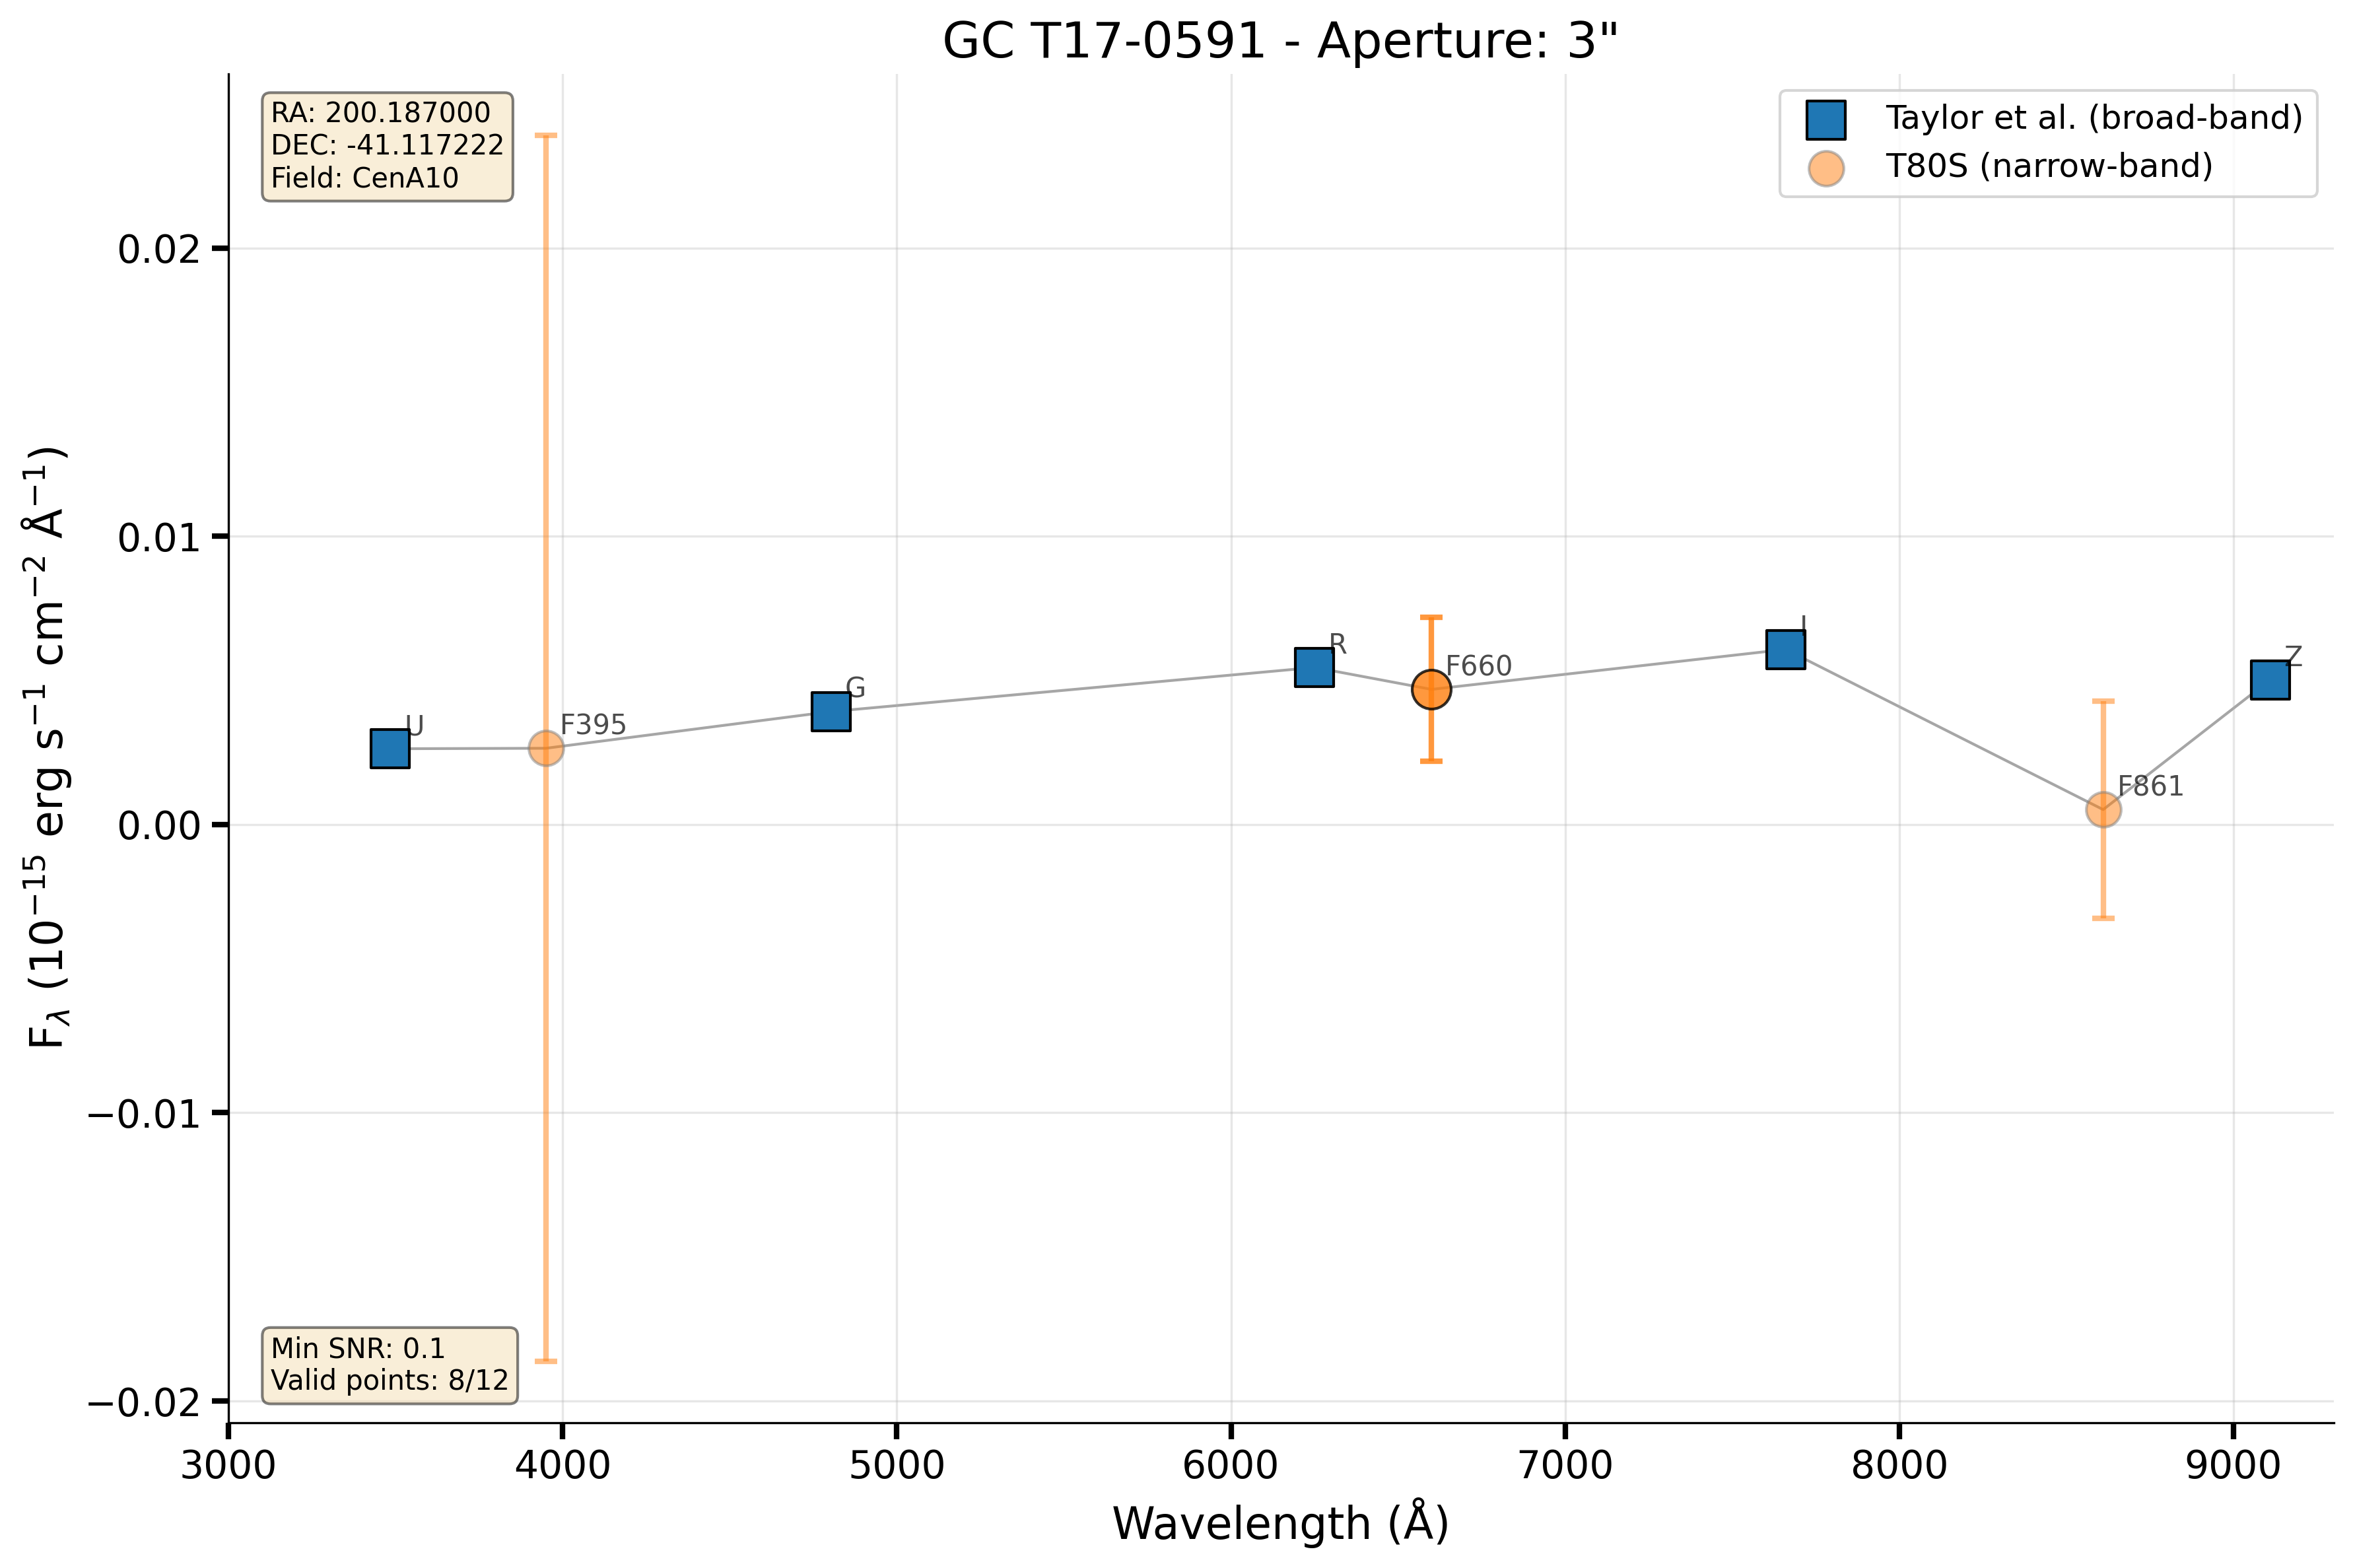 GC T17-0591 - Aperture: 3"
RA: 200.187000
DEC: -41.117222
Field: CenA10
Taylor et al. (broad-band)
T80S (narrow-band)
0.02
0.01
0.00
−0.01
−0.02
F_λ (10⁻¹⁵ erg s⁻¹ cm⁻² Å⁻¹)
U
F395
G
R
F660
I
F861
Z
Min SNR: 0.1
Valid points: 8/12
3000 4000 5000 6000 7000 8000 9000
Wavelength (Å)